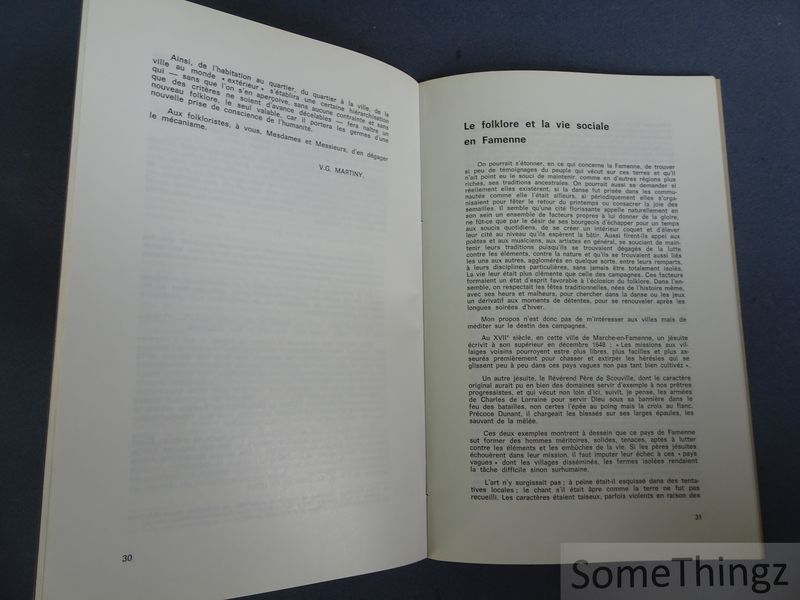 Ainsi, de l'habitation au quartier, du quartier à la ville, de la
ville au monde « extérieur » s'établira une certaine hiérarchisation
qui — sans que l'on s'en aperçoive, sans aucune contrainte et sans
que des critères ne soient d'avance décelables — fera naître un
nouveau folklore, le seul valable, car il portera les germes d'une
nouvelle prise de conscience de l'humanité.
Aux folkloristes, à vous, Mesdames et Messieurs, d'en dégager
le mécanisme.
V.G. MARTINY.
30
Le folklore et la vie sociale
en Famenne
On pourrait s'étonner, en ce qui concerne la Famenne, de trouver
si peu de témoignages du peuple qui vécut sur ces terres et qu'il
n'ait point eu le souci de maintenir, comme en d'autres régions plus
riches, ses traditions ancestrales. On pourrait aussi se demander si
réellement elles existèrent, si la danse fut prisée dans les commu-
nautés comme elle l'était ailleurs, si périodiquement elles s'orga-
nisaient pour fêter le retour du printemps ou consacrer la joie des
semailles. Il semble qu'une cité florissante appelle naturellement en
son sein un ensemble de facteurs propres à lui donner de la gloire,
ne fût-ce que par le désir de ses bourgeois d'échapper pour un temps
aux soucis quotidiens, de se créer un intérieur coquet et d'élever
leur cité au niveau qu'ils espèrent la bâtir. Aussi firent-ils appel aux
poètes et aux musiciens, aux artistes en général, se souciant de main-
tenir leurs traditions puisqu'ils se trouvaient dégagés de la lutte
contre les éléments, contre la nature et qu'ils se trouvaient aussi liés
les uns aux autres, agglomérés en quelque sorte, entre leurs remparts,
à leurs disciplines particulières, sans jamais être totalement isolés.
La vie leur était plus clémente que celle des campagnes. Ces facteurs
formaient un état d'esprit favorable à l'éclosion du folklore. Dans l'en-
semble, on respectait les fêtes traditionnelles, nées de l'histoire même,
avec ses heurs et malheurs, pour chercher dans la danse ou les jeux
un dérivatif aux moments de détentes, pour se renouveler après les
longues soirées d'hiver.
Mon propos n'est donc pas de m'intéresser aux villes mais de
méditer sur le destin des campagnes.
Au XVIIe siècle, en cette ville de Marche-en-Famenne, un jésuite
écrivit à son supérieur en décembre 1648 : « Les missions aux vil-
laiges voisins pourroyent estre plus libres, plus facilles et plus as-
seurés premièrement pour chasser et extirper les hérésies qui se
glissent peu à peu dans ces pays vagues non pas tant bien cultivéz ».
Un autre jésuite, le Révérend Père de Scouville, dont le caractère
original aurait pu en bien des domaines servir d'exemple à nos prêtres
progressistes, et qui vécut non loin d'ici, suivit, je pense, les armées
de Charles de Lorraine pour servir Dieu sous sa bannière dans le
feu des batailles, non certes l'épée au poing mais la croix au flanc.
Précoce Dunant, il chargeait les blessés sur ses larges épaules, les
sauvant de la mêlée.
Ces deux exemples montrent à dessein que ce pays de Famenne
sut former des hommes méritoires, solides, tenaces, aptes à lutter
contre les éléments et les embûches de la vie. Si les pères jésuites
échouèrent dans leur mission, il faut imputer leur échec à ces « pays
vagues » dont les villages disséminés, les fermes isolées rendaient
la tâche difficile sinon surhumaine.
L'art n'y surgissait pas ; à peine était-il esquissé dans des tenta-
tives locales ; le chant s'il était âpre comme la terre ne fut pas
recueilli. Les caractères étaient taiseux, parfois violents en raison des
31
SomeThingz